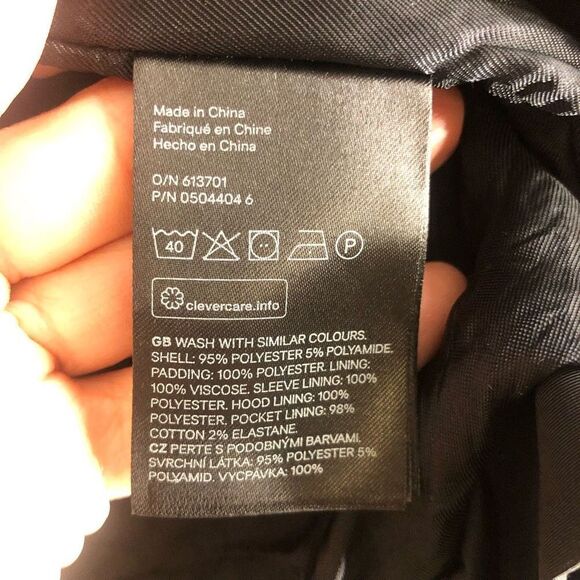 Made in China
Fabriqué en Chine
Hecho en China
O/N 613701
P/N 0504404 6
40
P
clevercare.info
GB WASH WITH SIMILAR COLOURS.
SHELL: 95% POLYESTER 5% POLYAMIDE.
PADDING: 100% POLYESTER. LINING:
100% VISCOSE. SLEEVE LINING: 100%
POLYESTER. HOOD LINING: 100%
POLYESTER. POCKET LINING: 98%
COTTON 2% ELASTANE.
CZ PERTE S PODOBNÝMI BARVAMI.
SVRCHNÍ LÁTKA: 95% POLYESTER 5%
POLYAMID. VYCPÁVKA: 100%